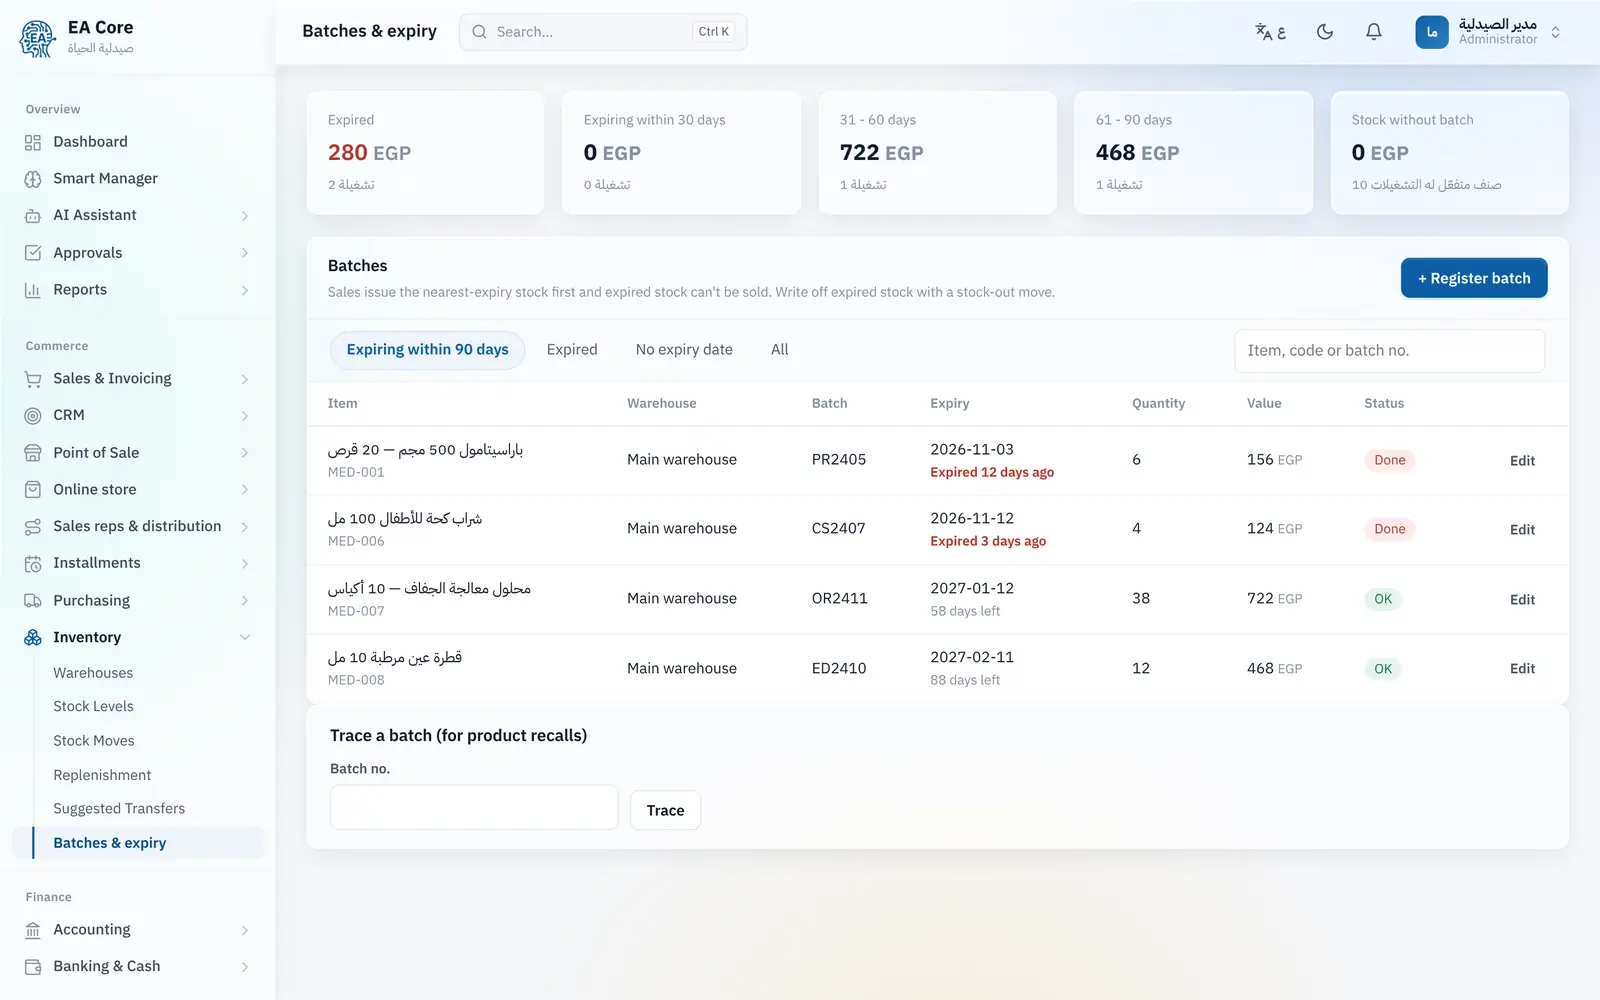 EA Core
صيدلية الحياة
Batches & expiry
Search...
Ctrl K
ع
ما
مدير الصيدلية
Administrator
Overview
Dashboard
Smart Manager
AI Assistant
Approvals
Reports
Commerce
Sales & Invoicing
CRM
Point of Sale
Online store
Sales reps & distribution
Installments
Purchasing
Inventory
Warehouses
Stock Levels
Stock Moves
Replenishment
Suggested Transfers
Batches & expiry
Finance
Accounting
Banking & Cash
Expired
280 EGP
2 تشغيلة
Expiring within 30 days
0 EGP
0 تشغيلة
31 - 60 days
722 EGP
1 تشغيلة
61 - 90 days
468 EGP
1 تشغيلة
Stock without batch
0 EGP
10 صنف متفعّل له التشغيلات
Batches
Sales issue the nearest-expiry stock first and expired stock can't be sold. Write off expired stock with a stock-out move.
+ Register batch
Expiring within 90 days
Expired
No expiry date
All
Item, code or batch no.
Item Warehouse Batch Expiry Quantity Value Status
باراسيتامول 500 مجم — 20 قرص
MED-001
Main warehouse
PR2405
2026-11-03
Expired 12 days ago
6
156 EGP
Done
Edit
شراب كحة للأطفال 100 مل
MED-006
Main warehouse
CS2407
2026-11-12
Expired 3 days ago
4
124 EGP
Done
Edit
محلول معالجة الجفاف — 10 أكياس
MED-007
Main warehouse
OR2411
2027-01-12
58 days left
38
722 EGP
OK
Edit
قطرة عين مرطبة 10 مل
MED-008
Main warehouse
ED2410
2027-02-11
88 days left
12
468 EGP
OK
Edit
Trace a batch (for product recalls)
Batch no.
Trace